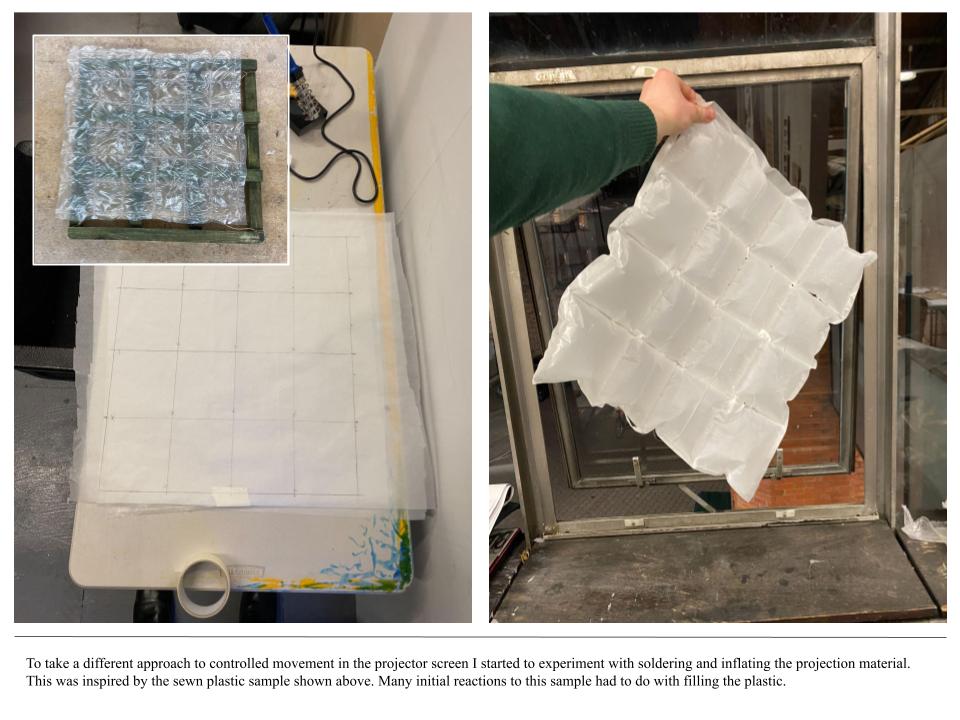 To take a different approach to controlled movement in the projector screen I started to experiment with soldering and inflating the projection material.
This was inspired by the sewn plastic sample shown above. Many initial reactions to this sample had to do with filling the plastic.